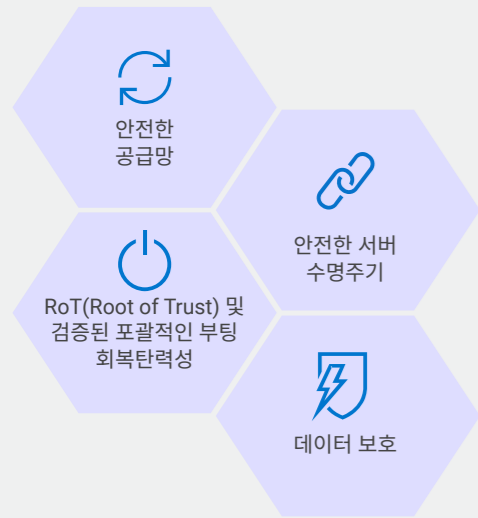 안전한
공급망
안전한 서버
수명주기
RoT(Root of Trust) 및
검증된 포괄적인 부팅
회복탄력성
데이터 보호